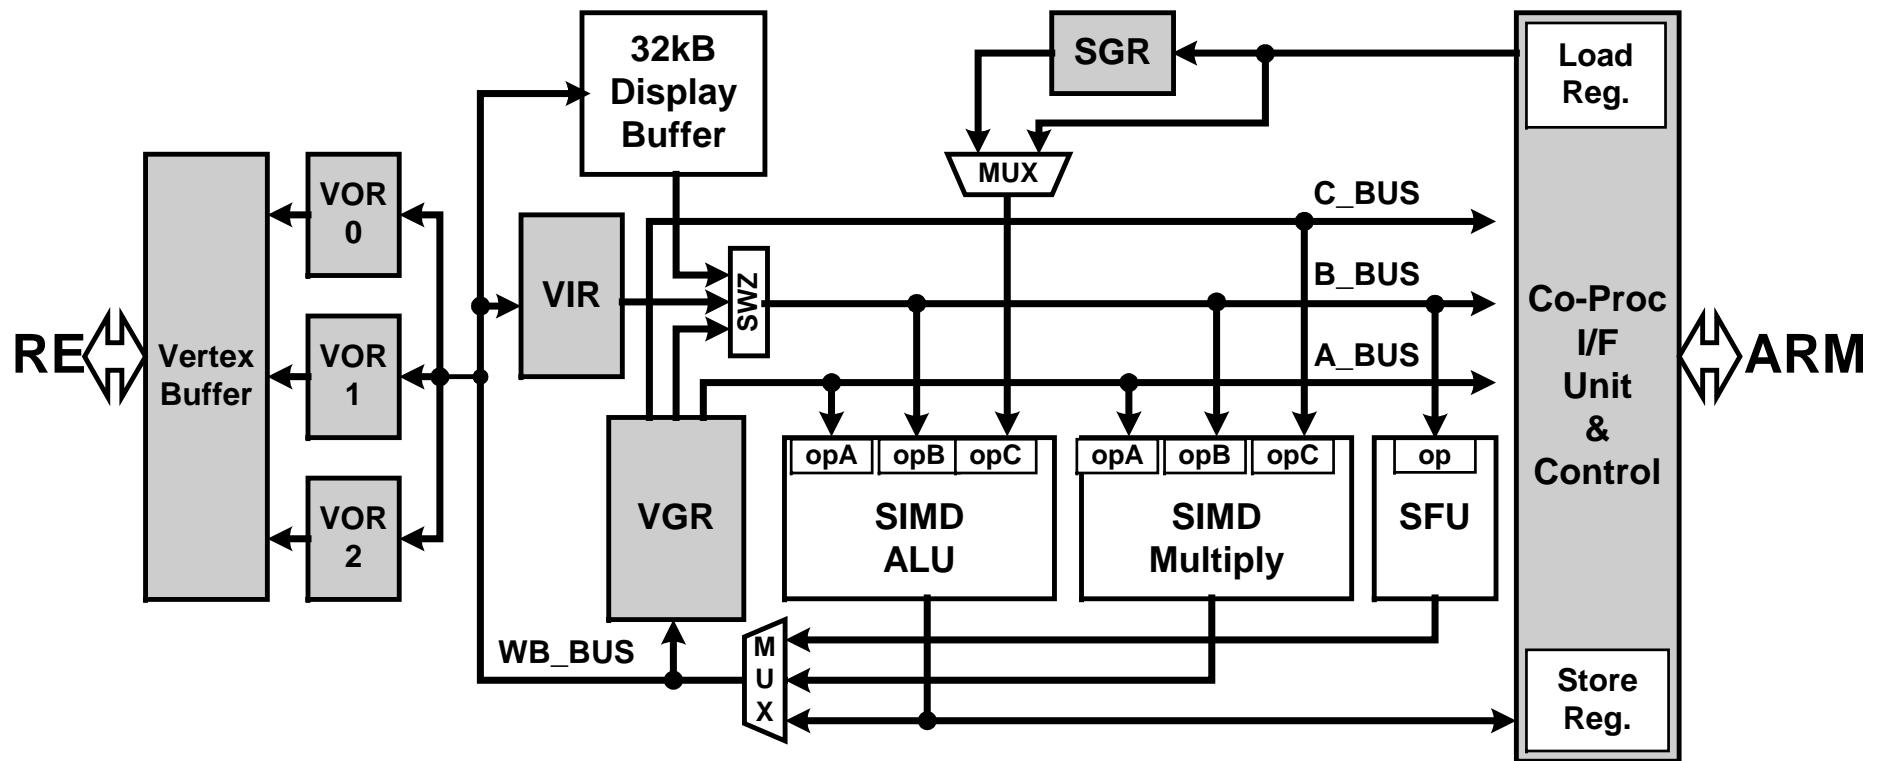 32kB
Display
Buffer
SGR
Load
Reg.
MUX
C_BUS
VOR
0
VIR
SWZ
B_BUS
Co-Proc
I/F
Unit
&
Control
RE
Vertex
Buffer
VOR
1
A_BUS
ARM
opA
opB
opC
opA
opB
opC
op
VOR
2
VGR
SIMD
ALU
SIMD
Multiply
SFU
WB_BUS
M
U
X
Store
Reg.